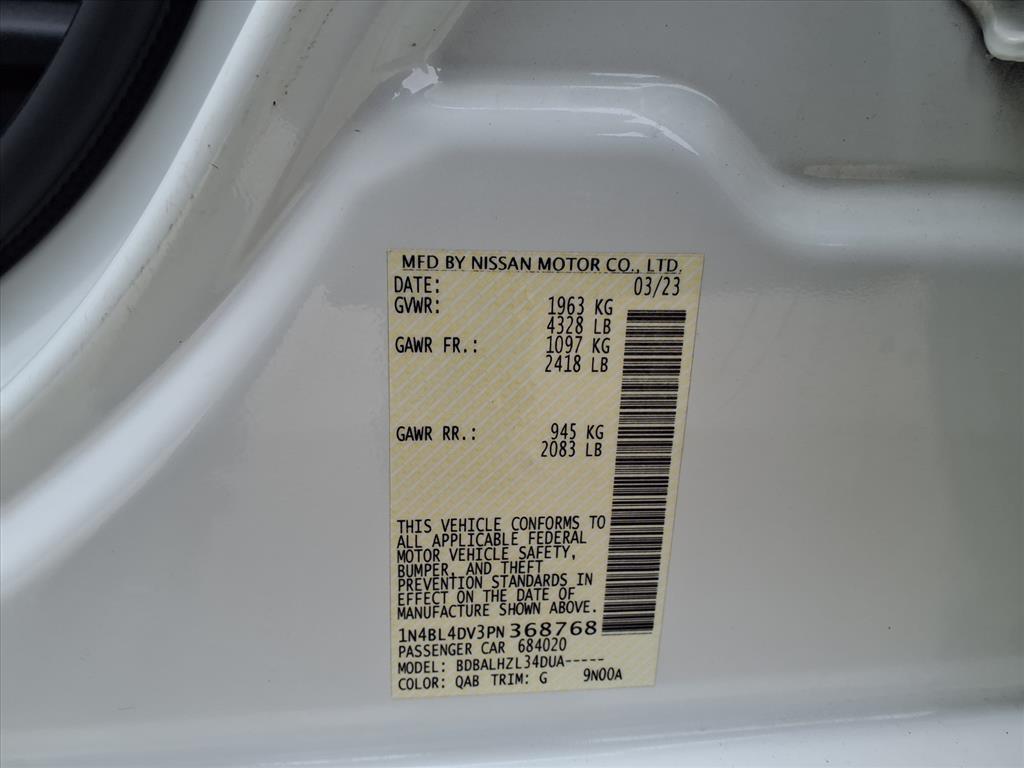 MFD BY NISSAN MOTOR CO., LTD.
DATE: 03/23
GVWR: 1963 KG
4328 LB
GAWR FR.: 1097 KG
2418 LB
GAWR RR.: 945 KG
2083 LB
THIS VEHICLE CONFORMS TO
ALL APPLICABLE FEDERAL
MOTOR VEHICLE SAFETY,
BUMPER, AND THEFT
PREVENTION STANDARDS IN
EFFECT ON THE DATE OF
MANUFACTURE SHOWN ABOVE.
1N4BL4DV3PN368768
PASSENGER CAR 684020
MODEL: BDBALHZL34DUA-----
COLOR: QAB TRIM: G 9N00A